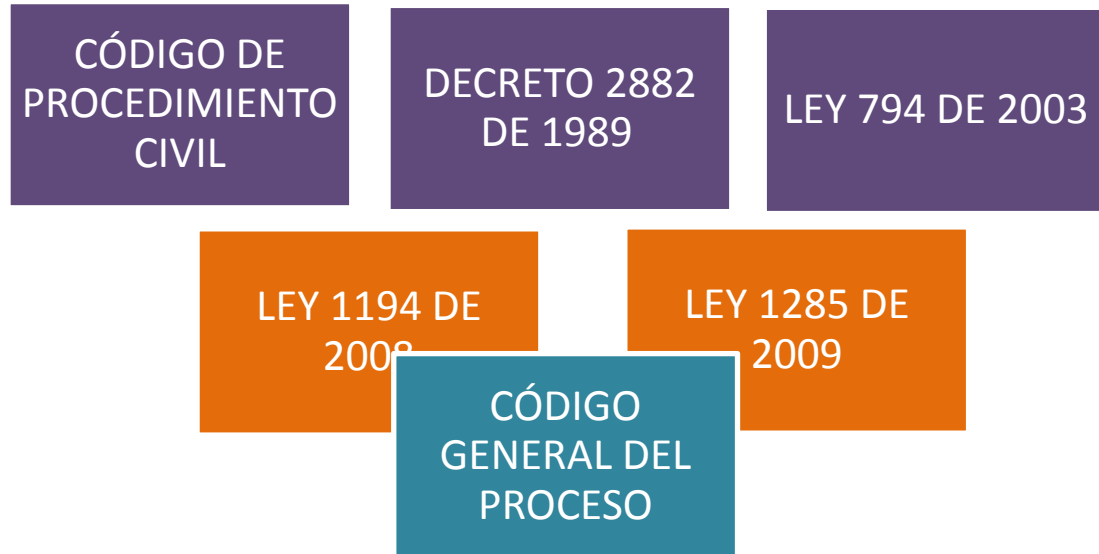 CÓDIGO DE
PROCEDIMIENTO
CIVIL
DECRETO 2882
DE 1989
LEY 794 DE 2003
LEY 1194 DE
2008
LEY 1285 DE
2009
CÓDIGO
GENERAL DEL
PROCESO